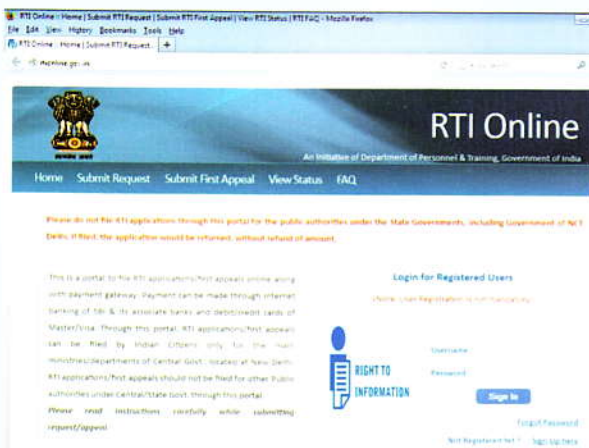 RTI Online :: Home | Submit RTI Request | Submit RTI First Appeal | View RTI Status | RTI FAQ - Mozilla Firefox
File Edit View History Bookmarks Tools Help
RTI Online :: Home | Submit RTI Request... +
rtionline.gov.in
RTI Online
An Initiative of Department of Personnel & Training, Government of India
Home Submit Request Submit First Appeal View Status FAQ
Please do not file RTI applications through this portal for the public authorities under the State Governments, including Government of NCT
Delhi. If filed, the application would be returned, without refund of amount.
This is a portal to file RTI applications/first appeals online along
with payment gateway. Payment can be made through internet
banking of SBI & its associate banks and debit/credit cards of
Master/Visa. Through this portal, RTI applications/first appeals
can be filed by Indian Citizens only for the main
ministries/departments of Central Govt., located at New Delhi.
RTI applications/first appeals should not be filed for other Public
Authorities under Central/State Govt. through this portal.
Please read instructions carefully while submitting
request/appeal.
Login for Registered Users
(Note: User Registration is not mandatory)
RIGHT TO
INFORMATION
Username
Password
Sign In
Forgot Password
Not Registered Yet? Sign Up Here